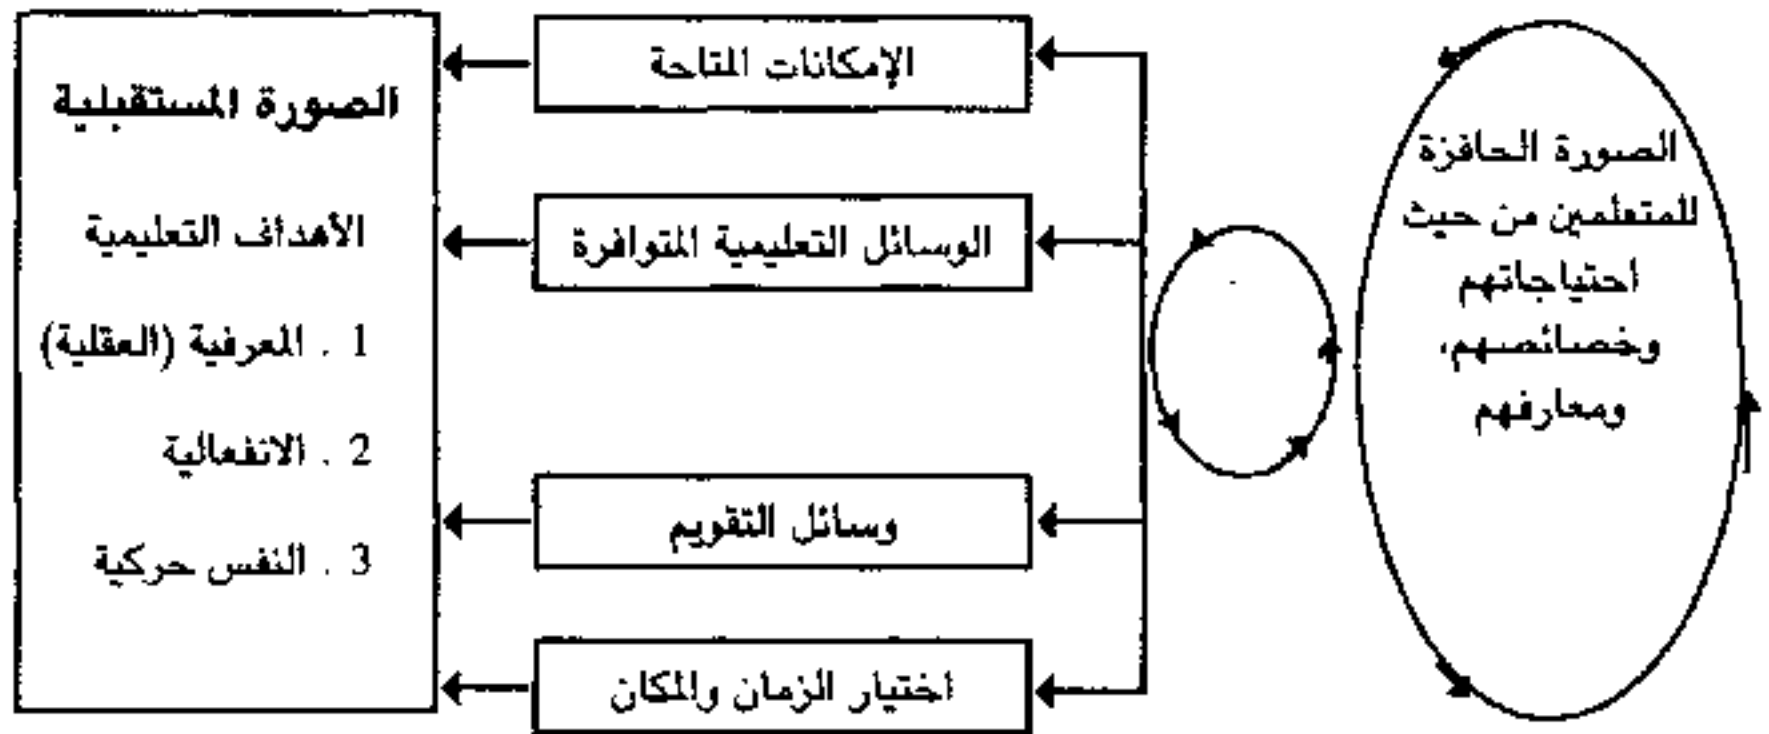 الصورة الحافزة
للمتعلمين من حيث
احتياجاتهم
وخصائصهم،
ومعارفهم
الإمكانات المتاحة
الوسائل التعليمية المتوافرة
وسائل التقويم
اختيار الزمان والمكان
الصورة المستقبلية
الأهداف التعليمية
1 . المعرفية (العقلية)
2 . الانفعالية
3 . النفس حركية